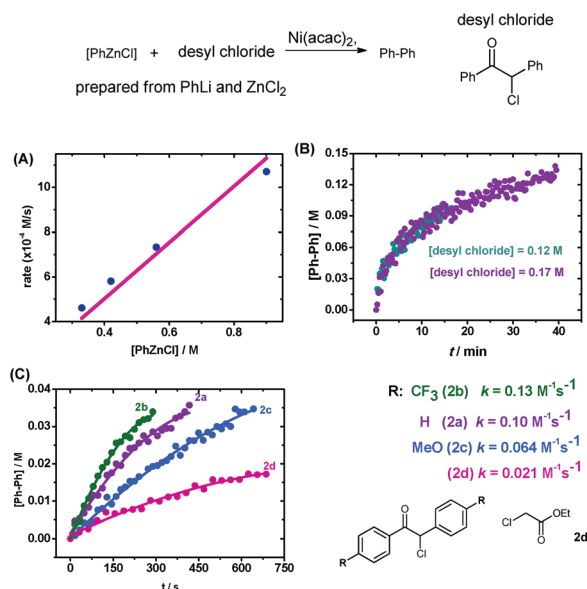 desyl chloride
[PhZnCl] + desyl chloride Ni(acac)2, Ph-Ph
prepared from PhLi and ZnCl2
O
Ph Ph
Cl
(A)
rate (x10⁻⁴ M/s)
10
8
6
4
0.4 0.6 0.8
[PhZnCl] / M
(B)
[Ph-Ph] / M
0.15
0.12
0.09
0.06
0.03
0.00
[desyl chloride] = 0.12 M
[desyl chloride] = 0.17 M
0 10 20 30 40
t / min
(C)
[Ph-Ph] / M
0.04
0.03
0.02
0.01
0.00
2b
2a
2c
2d
0 150 300 450 600 750
t / s
R: CF₃ (2b) k = 0.13 M⁻¹s⁻¹
H (2a) k = 0.10 M⁻¹s⁻¹
MeO (2c) k = 0.064 M⁻¹s⁻¹
(2d) k = 0.021 M⁻¹s⁻¹
R
O
Cl
R
OEt
Cl
O
2d